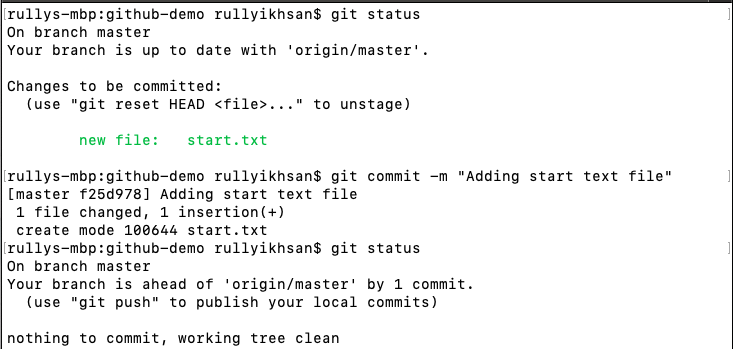 [rullys-mbp:github-demo rullyikhsan$ git status ]
On branch master
Your branch is up to date with 'origin/master'.
Changes to be committed:
(use "git reset HEAD <file>..." to unstage)
new file: start.txt
[rullys-mbp:github-demo rullyikhsan$ git commit -m "Adding start text file" ]
[master f25d978] Adding start text file
1 file changed, 1 insertion(+)
create mode 100644 start.txt
[rullys-mbp:github-demo rullyikhsan$ git status ]
On branch master
Your branch is ahead of 'origin/master' by 1 commit.
(use "git push" to publish your local commits)
nothing to commit, working tree clean